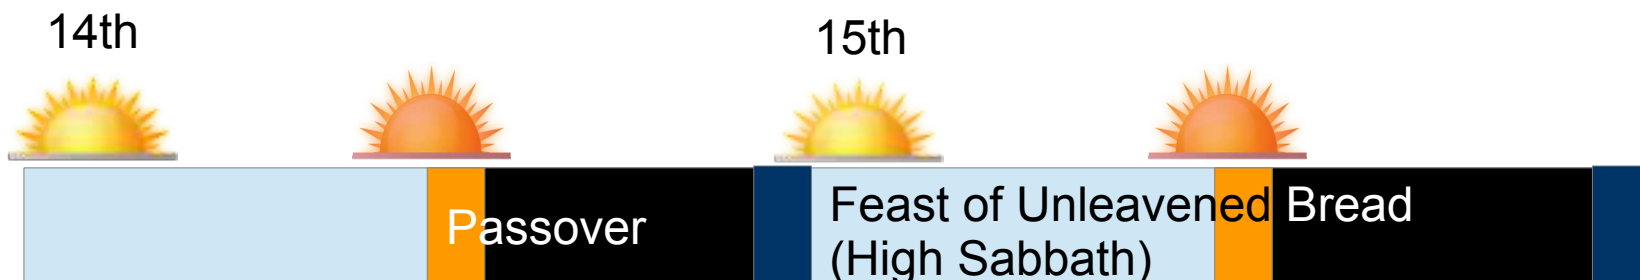 14th
15th
Passover
Feast of Unleavened Bread
(High Sabbath)